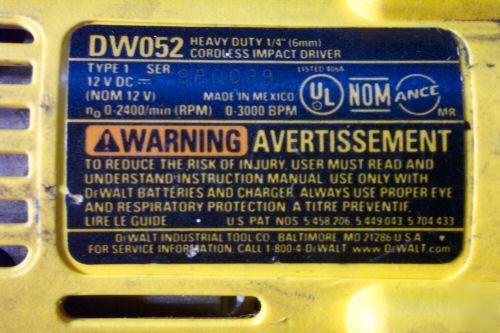 DW052 HEAVY DUTY 1/4" (6mm)
CORDLESS IMPACT DRIVER
TYPE 1 SER.
LISTED 406A
12 V DC ⎓
(NOM 12 V) MADE IN MEXICO
UL NOM ANCE
n0 0-2400/min (RPM) 0-3000 BPM
MR
WARNING AVERTISSEMENT
TO REDUCE THE RISK OF INJURY, USER MUST READ AND
UNDERSTAND INSTRUCTION MANUAL. USE ONLY WITH
DeWALT BATTERIES AND CHARGER. ALWAYS USE PROPER EYE
AND RESPIRATORY PROTECTION. A TITRE PREVENTIF,
LIRE LE GUIDE. U.S. PAT. NOS. 5 458 206 5 449 043 5 704 433
DeWALT INDUSTRIAL TOOL CO., BALTIMORE, MD 21286 U.S.A.
FOR SERVICE INFORMATION, CALL 1-800-4-DeWALT. www.DeWALT.com